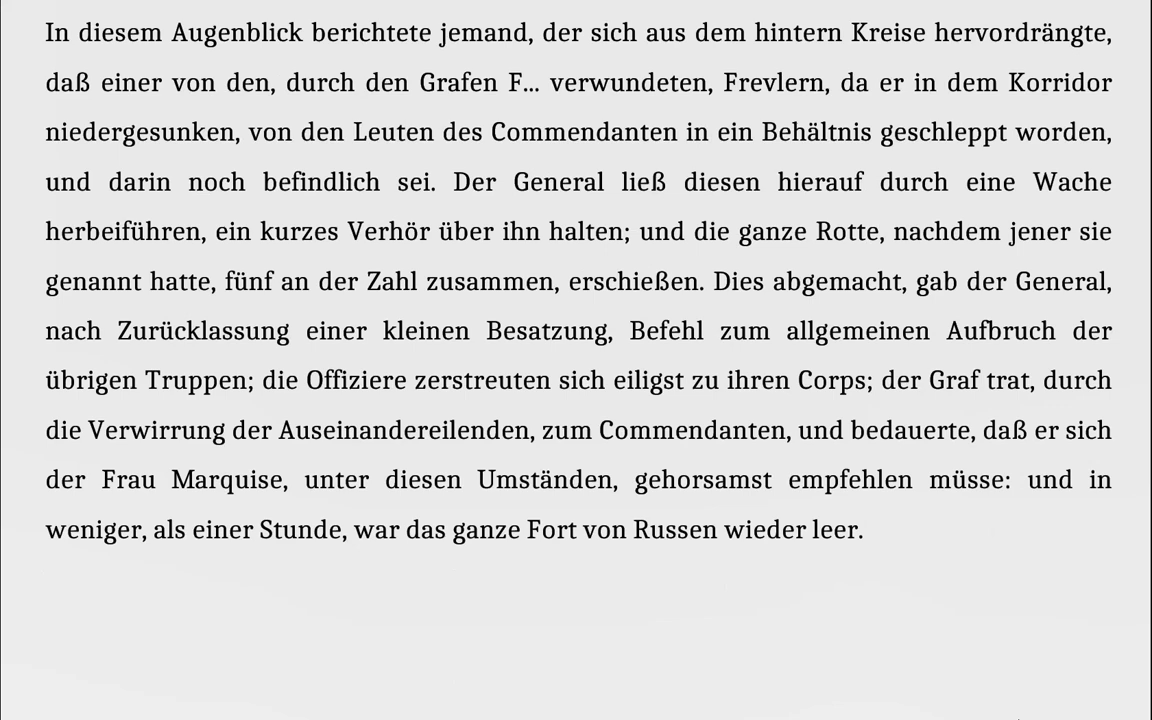 In diesem Augenblick berichtete jemand, der sich aus dem hintern Kreise hervordrängte,
daß einer von den, durch den Grafen F... verwundeten, Frevlern, da er in dem Korridor
niedergesunken, von den Leuten des Commendanten in ein Behältnis geschleppt worden,
und darin noch befindlich sei. Der General ließ diesen hierauf durch eine Wache
herbeiführen, ein kurzes Verhör über ihn halten; und die ganze Rotte, nachdem jener sie
genannt hatte, fünf an der Zahl zusammen, erschießen. Dies abgemacht, gab der General,
nach Zurücklassung einer kleinen Besatzung, Befehl zum allgemeinen Aufbruch der
übrigen Truppen; die Offiziere zerstreuten sich eiligst zu ihren Corps; der Graf trat, durch
die Verwirrung der Auseinandereilenden, zum Commendanten, und bedauerte, daß er sich
der Frau Marquise, unter diesen Umständen, gehorsamst empfehlen müsse: und in
weniger, als einer Stunde, war das ganze Fort von Russen wieder leer.